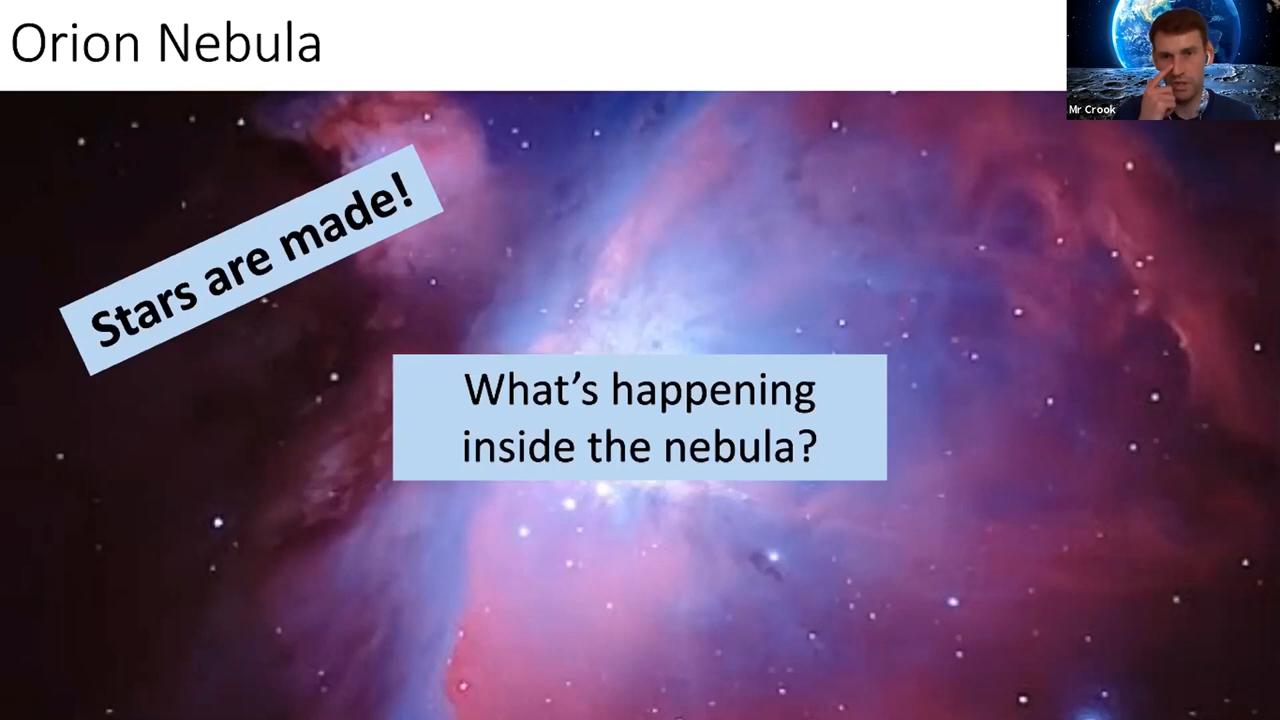 Orion Nebula
Mr Crook
Stars are made!
What's happening
inside the nebula?